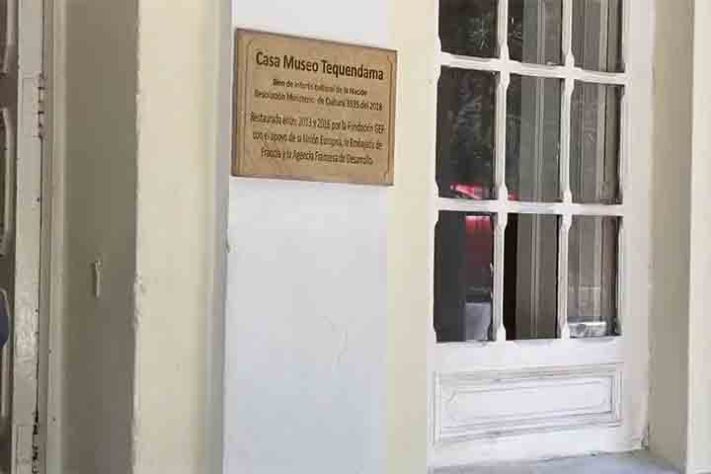 Casa Museo Tequendama
Bien de interés cultural de la Nación
Resolución Ministerio de Cultura del 2018
Restaurada entre 2013 y 2016 por la Fundación GEP
con el apoyo de la Unión Europea, la Embajada de
Francia y la Agencia Francesa de Desarrollo.